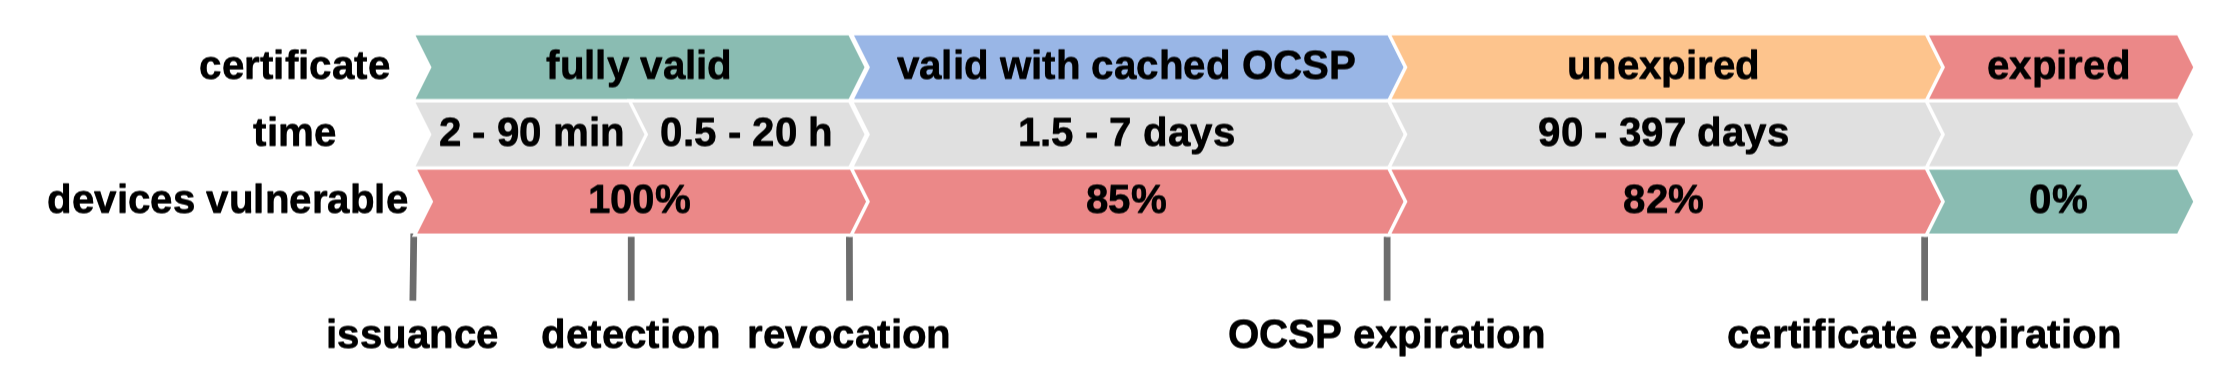 certificate fully valid valid with cached OCSP unexpired expired
time 2 - 90 min 0.5 - 20 h 1.5 - 7 days 90 - 397 days
devices vulnerable 100% 85% 82% 0%
issuance detection revocation OCSP expiration certificate expiration